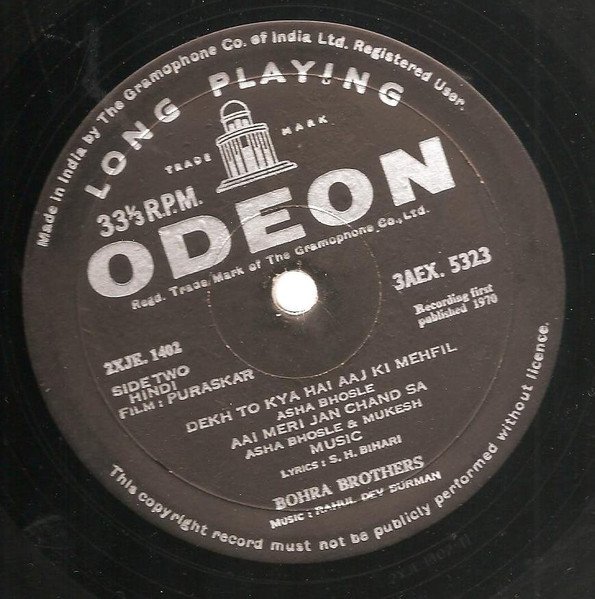 Made in India by The Gramophone Co. of India Ltd. Registered User.
LONG PLAYING
TRADE MARK
33⅓ R.P.M.
ODEON
Regd. Trade Mark of The Gramophone Co., Ltd.
3AEX. 5323
Recording first
published 1970
2XJE. 1402
SIDE TWO
HINDI
FILM : PURASKAR
DEKH TO KYA HAI AAJ KI MEHFIL
ASHA BHOSLE
AAI MERI JAN CHAND SA
ASHA BHOSLE & MUKESH
MUSIC
LYRICS : S. H. BIHARI
BOHRA BROTHERS
MUSIC : RAHUL DEV BURMAN
This copyright record must not be publicly performed without licence.